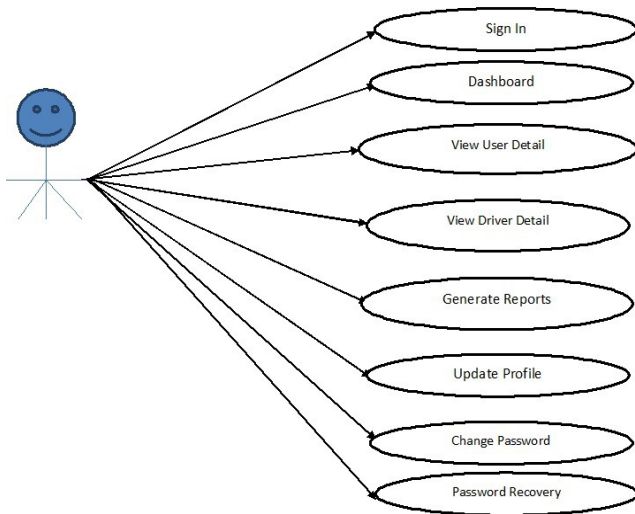 Sign In
Dashboard
View User Detail
View Driver Detail
Generate Reports
Update Profile
Change Password
Password Recovery